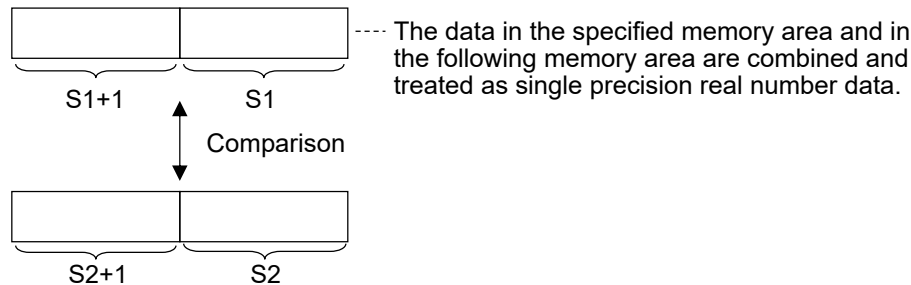 The data in the specified memory area and in
the following memory area are combined and
treated as single precision real number data.
S1+1 S1
Comparison
S2+1 S2